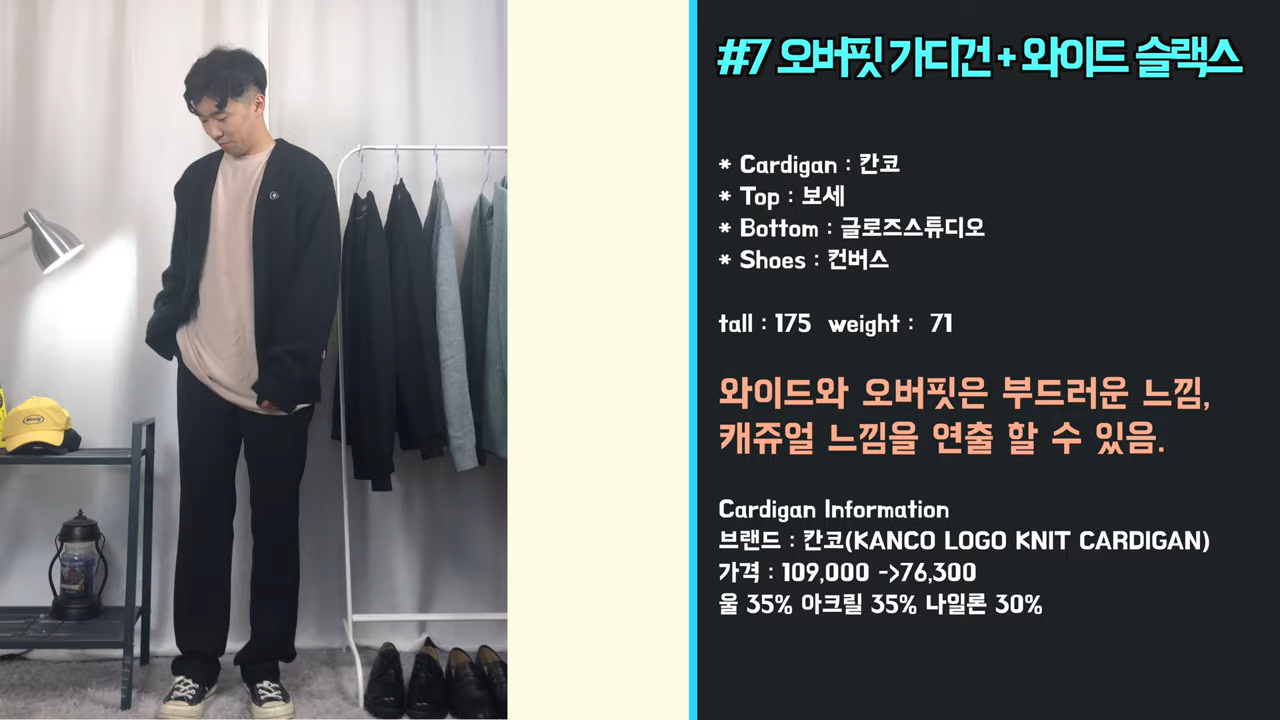 #7 오버핏 가디건 + 와이드 슬랙스
* Cardigan : 칸코
* Top : 보세
* Bottom : 글로즈스튜디오
* Shoes : 컨버스
tall : 175 weight : 71
와이드와 오버핏은 부드러운 느낌,
캐쥬얼 느낌을 연출 할 수 있음.
Cardigan Information
브랜드 : 칸코(KANCO LOGO KNIT CARDIGAN)
가격 : 109,000 ->76,300
울 35% 아크릴 35% 나일론 30%